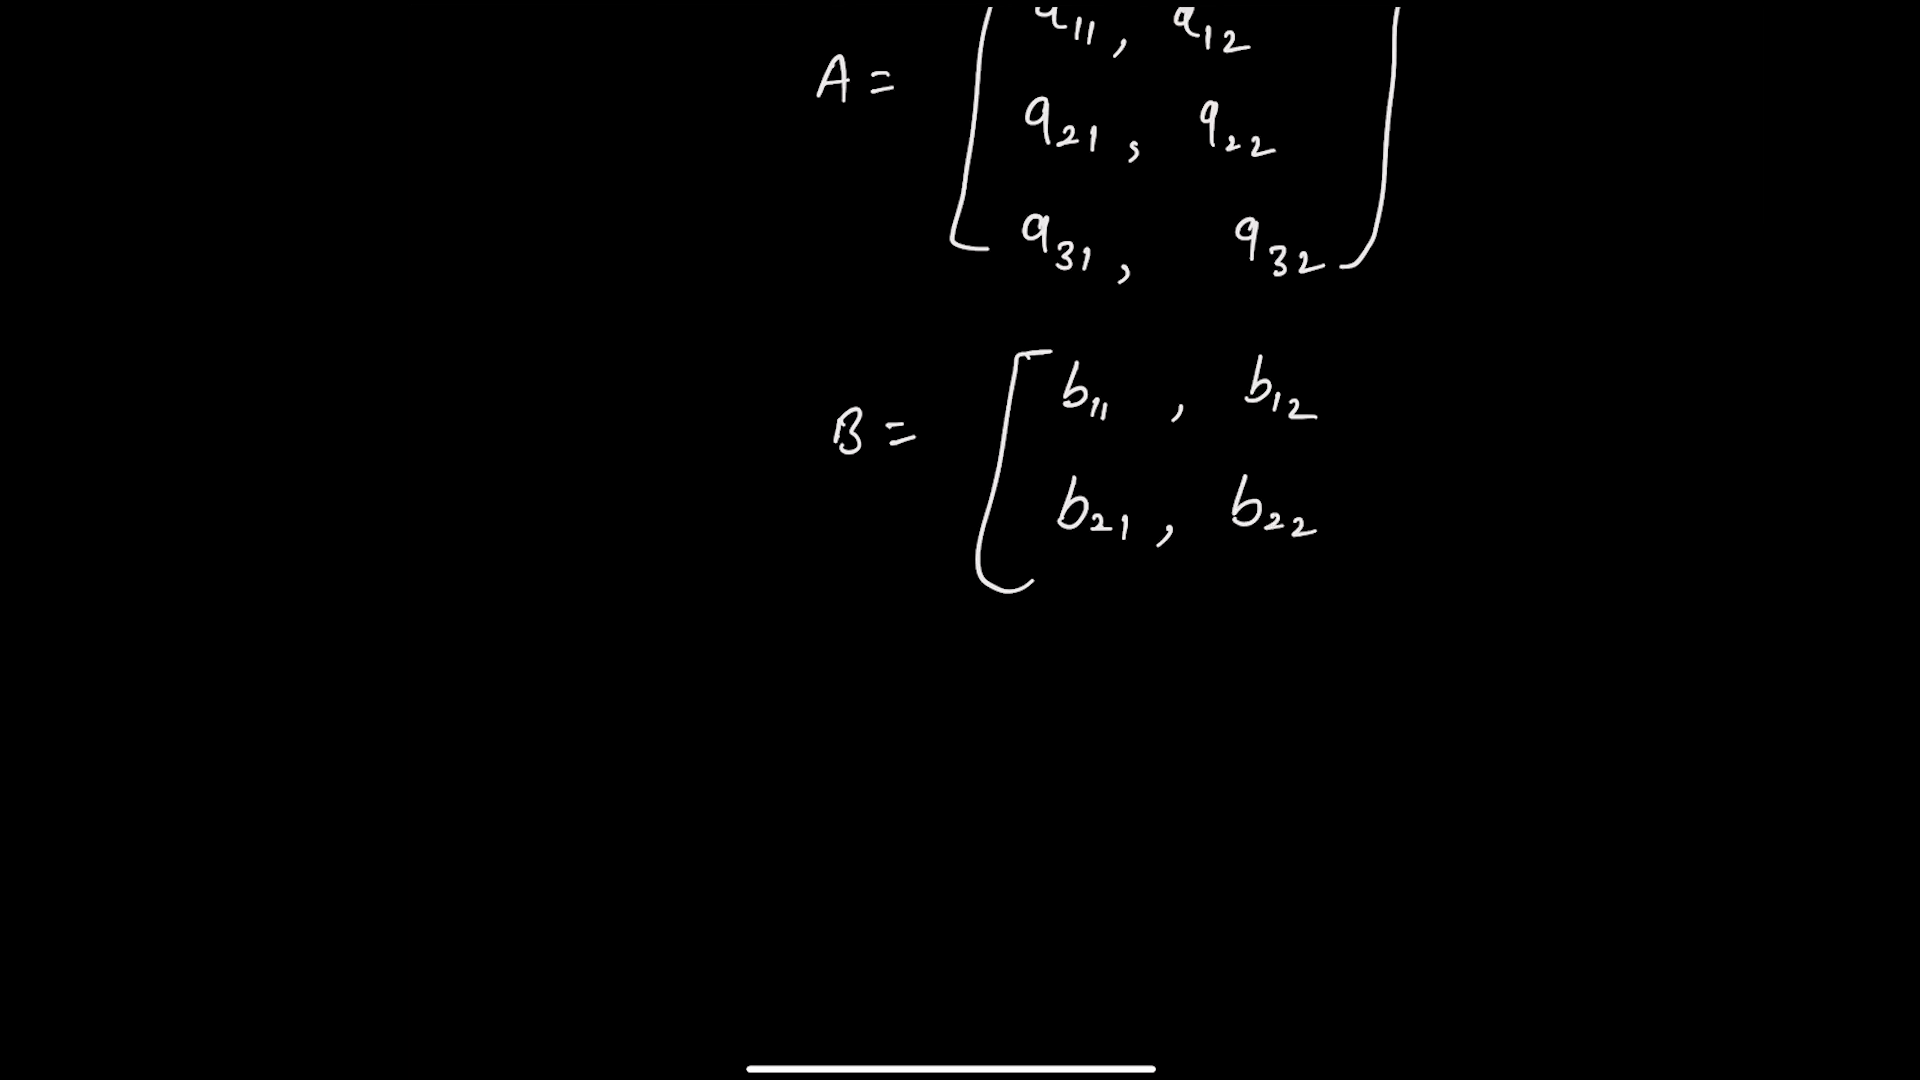 a11, a12
A =
a21, a22
a31, a32
b11, b12
B =
b21, b22